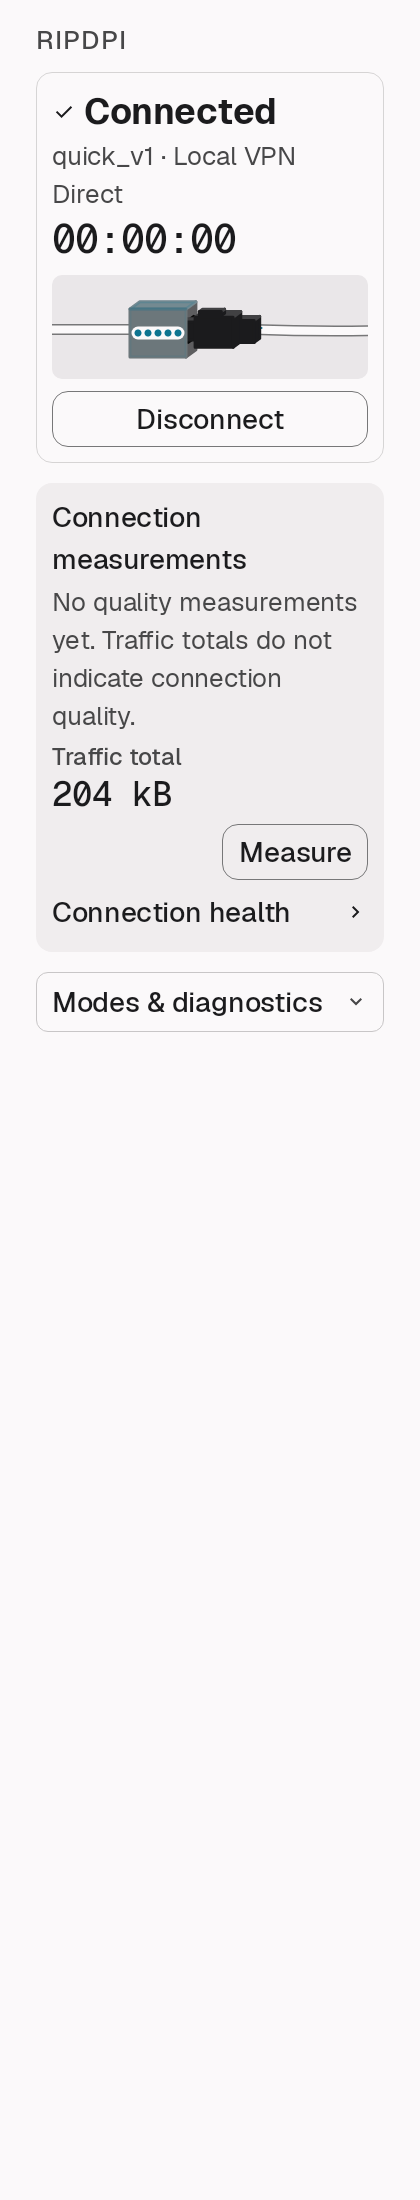 RIPDPI
Connected
quick_v1 · Local VPN
Direct
00:00:00
Disconnect
Connection
measurements
No quality measurements
yet. Traffic totals do not
indicate connection
quality.
Traffic total
204 kB
Measure
Connection health
Modes & diagnostics